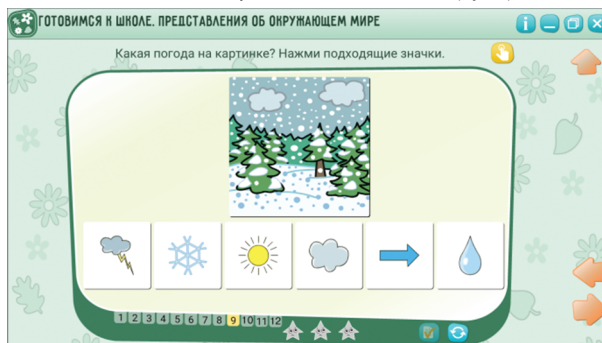 ГОТОВИМСЯ К ШКОЛЕ. ПРЕДСТАВЛЕНИЯ ОБ ОКРУЖАЮЩЕМ МИРЕ
Какая погода на картинке? Нажми подходящие значки.
1 2 3 4 5 6 7 8 9 10 11 12